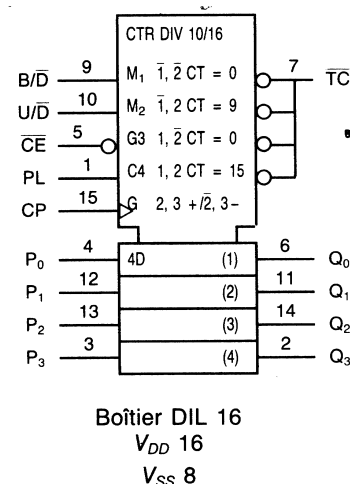 CTR DIV 10/16
B/D̅ 9 M₁ 1̅, 2̅ CT = 0 7 T̅C̅
U/D̅ 10 M₂ 1̅, 2 CT = 9
C̅E̅ 5 G3 1, 2̅ CT = 0
PL 1 C4 1, 2 CT = 15
CP 15 G 2, 3 +/2̅, 3-
P₀ 4 4D (1) 6 Q₀
P₁ 12 (2) 11 Q₁
P₂ 13 (3) 14 Q₂
P₃ 3 (4) 2 Q₃
Boîtier DIL 16
V_DD 16
V_SS 8